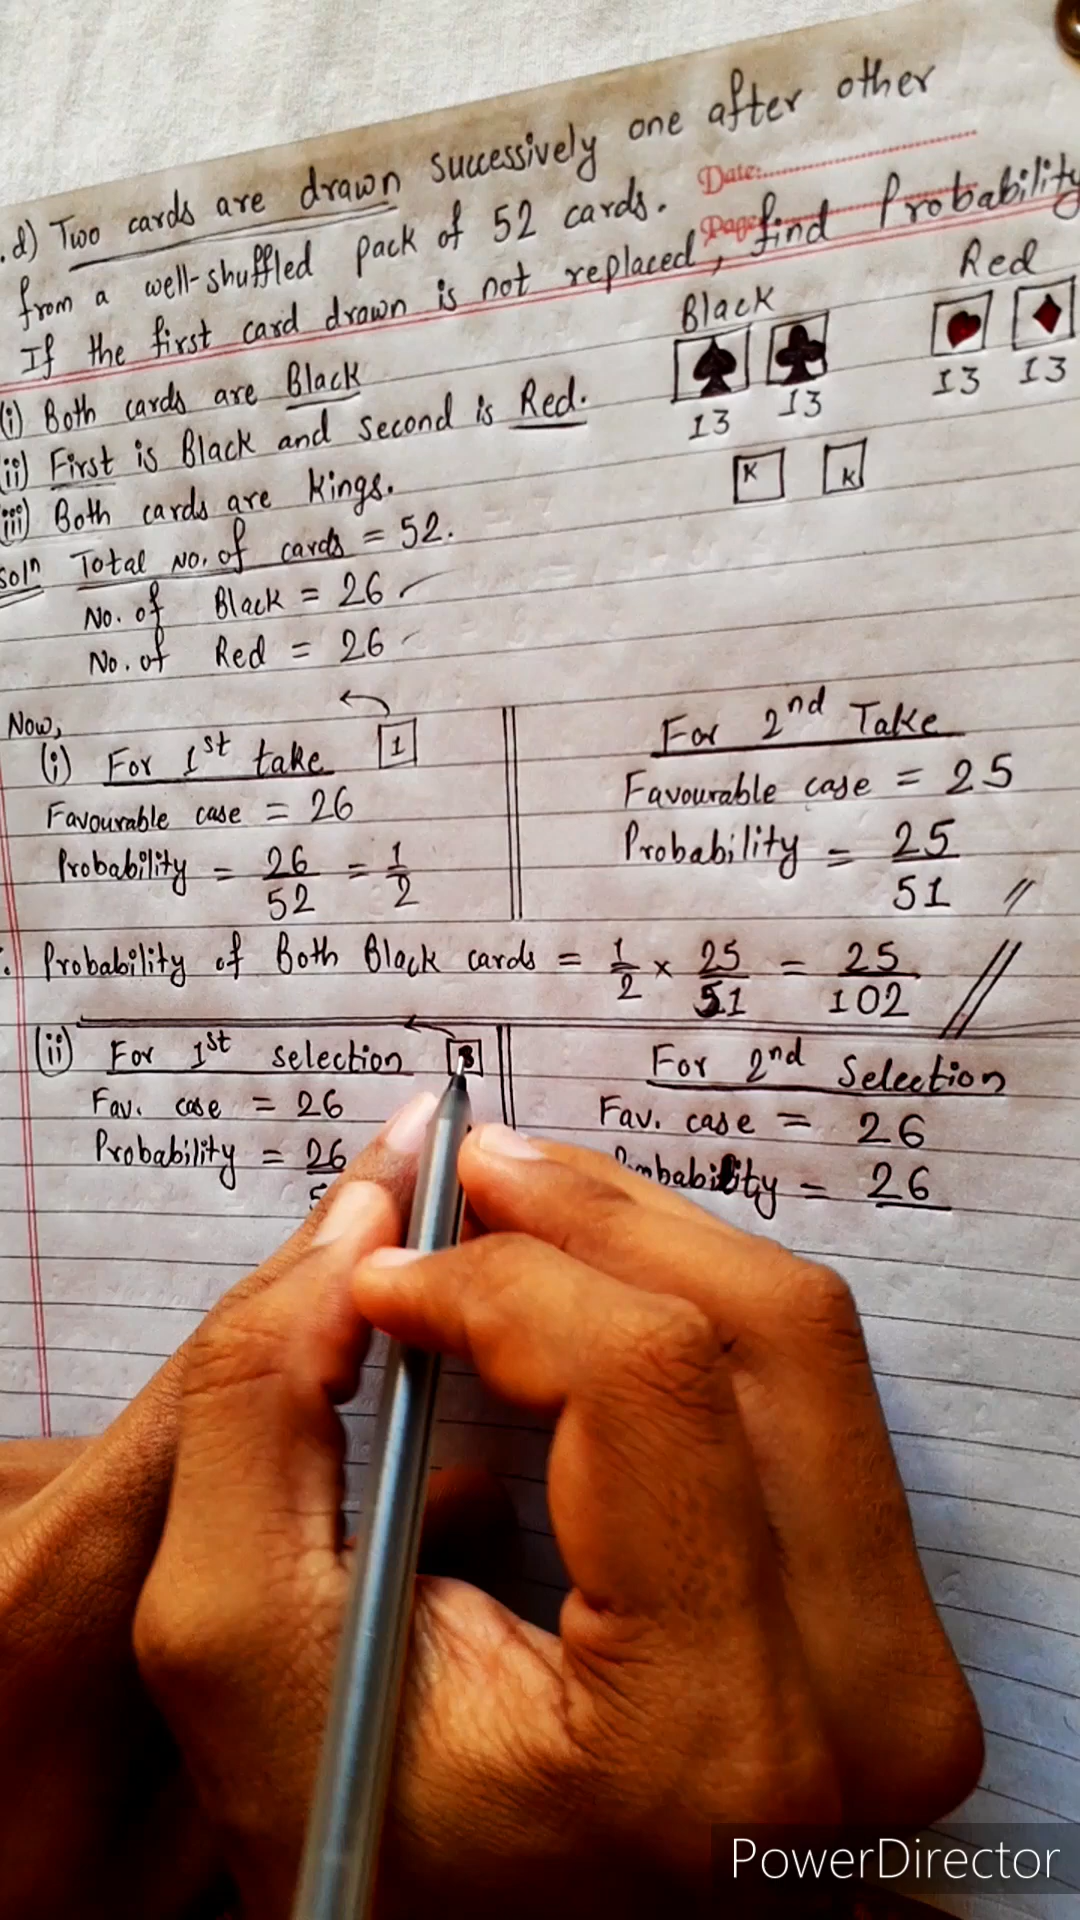 .d) Two cards are drawn successively one after other
from a well-shuffled pack of 52 cards.
If the first card drawn is not replaced, find Probability
Date:
Page:
(i) Both cards are Black
(ii) First is Black and second is Red.
(iii) Both cards are Kings.
Black Red
13 13 13 13
K K
Soln Total No. of cards = 52.
No. of Black = 26
No. of Red = 26
Now,
(i) For 1st take 1
Favourable case = 26
Probability = 26/52 = 1/2
For 2nd Take
Favourable case = 25
Probability = 25/51
Probability of Both Black cards = 1/2 × 25/51 = 25/102
(ii) For 1st selection B
Fav. case = 26
Probability = 26
For 2nd Selection
Fav. case = 26
Probability = 26
PowerDirector